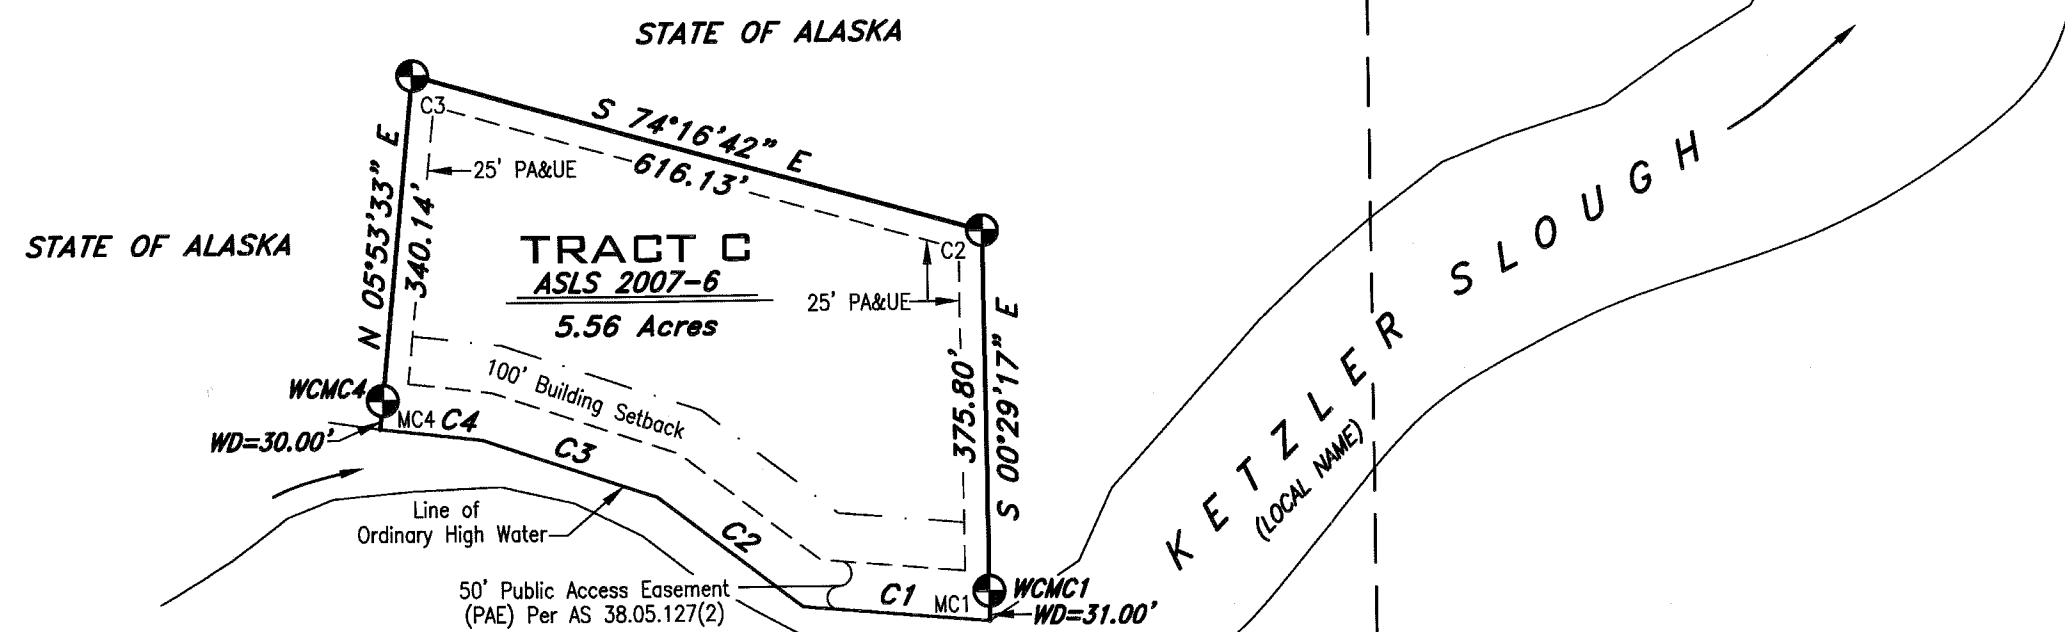 STATE OF ALASKA
C3
S 74°16'42" E
616.13'
25' PA&UE
N 05°53'33" E
340.14'
STATE OF ALASKA
TRACT C
ASLS 2007-6
5.56 Acres
C2
25' PA&UE
375.80'
S 00°29'17" E
100' Building Setback
WCMC4
MC4
C4
WD=30.00'
C3
Line of
Ordinary High Water
C2
50' Public Access Easement
(PAE) Per AS 38.05.127(2)
C1
MC1
WCMC1
WD=31.00'
KETZLER SLOUGH
(LOCAL NAME)